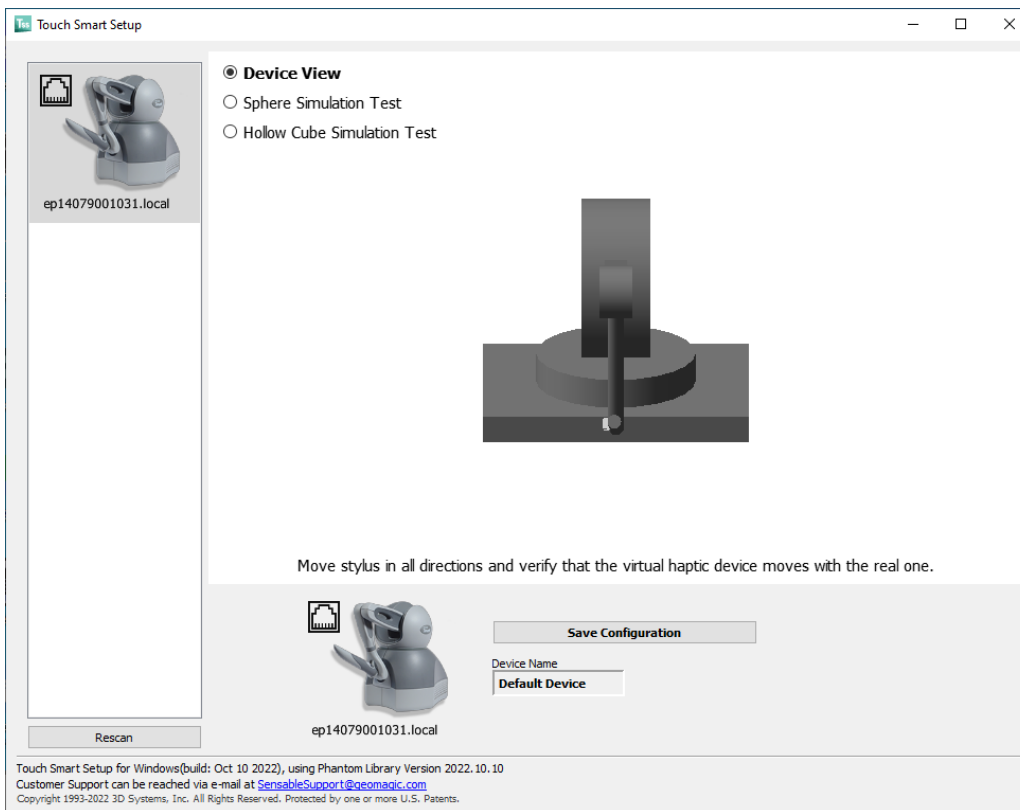 Tss Touch Smart Setup
Device View
Sphere Simulation Test
Hollow Cube Simulation Test
ep14079001031.local
Move stylus in all directions and verify that the virtual haptic device moves with the real one.
Save Configuration
Device Name
Default Device
ep14079001031.local
Rescan
Touch Smart Setup for Windows(build: Oct 10 2022), using Phantom Library Version 2022.10.10
Customer Support can be reached via e-mail at SensableSupport@geomagic.com
Copyright 1993-2022 3D Systems, Inc. All Rights Reserved. Protected by one or more U.S. Patents.